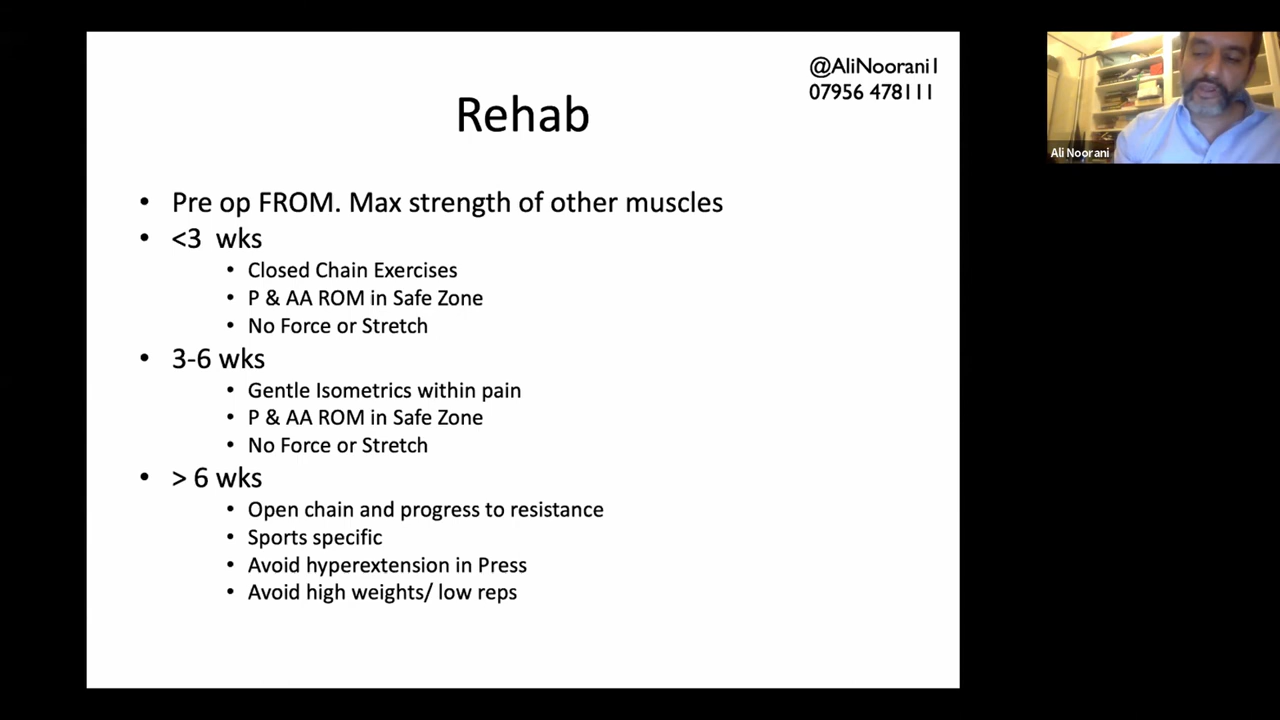 @AliNoorani1
07956 478111
Rehab
• Pre op FROM. Max strength of other muscles
• <3 wks
• Closed Chain Exercises
• P & AA ROM in Safe Zone
• No Force or Stretch
• 3-6 wks
• Gentle Isometrics within pain
• P & AA ROM in Safe Zone
• No Force or Stretch
• > 6 wks
• Open chain and progress to resistance
• Sports specific
• Avoid hyperextension in Press
• Avoid high weights/ low reps
Ali Noorani